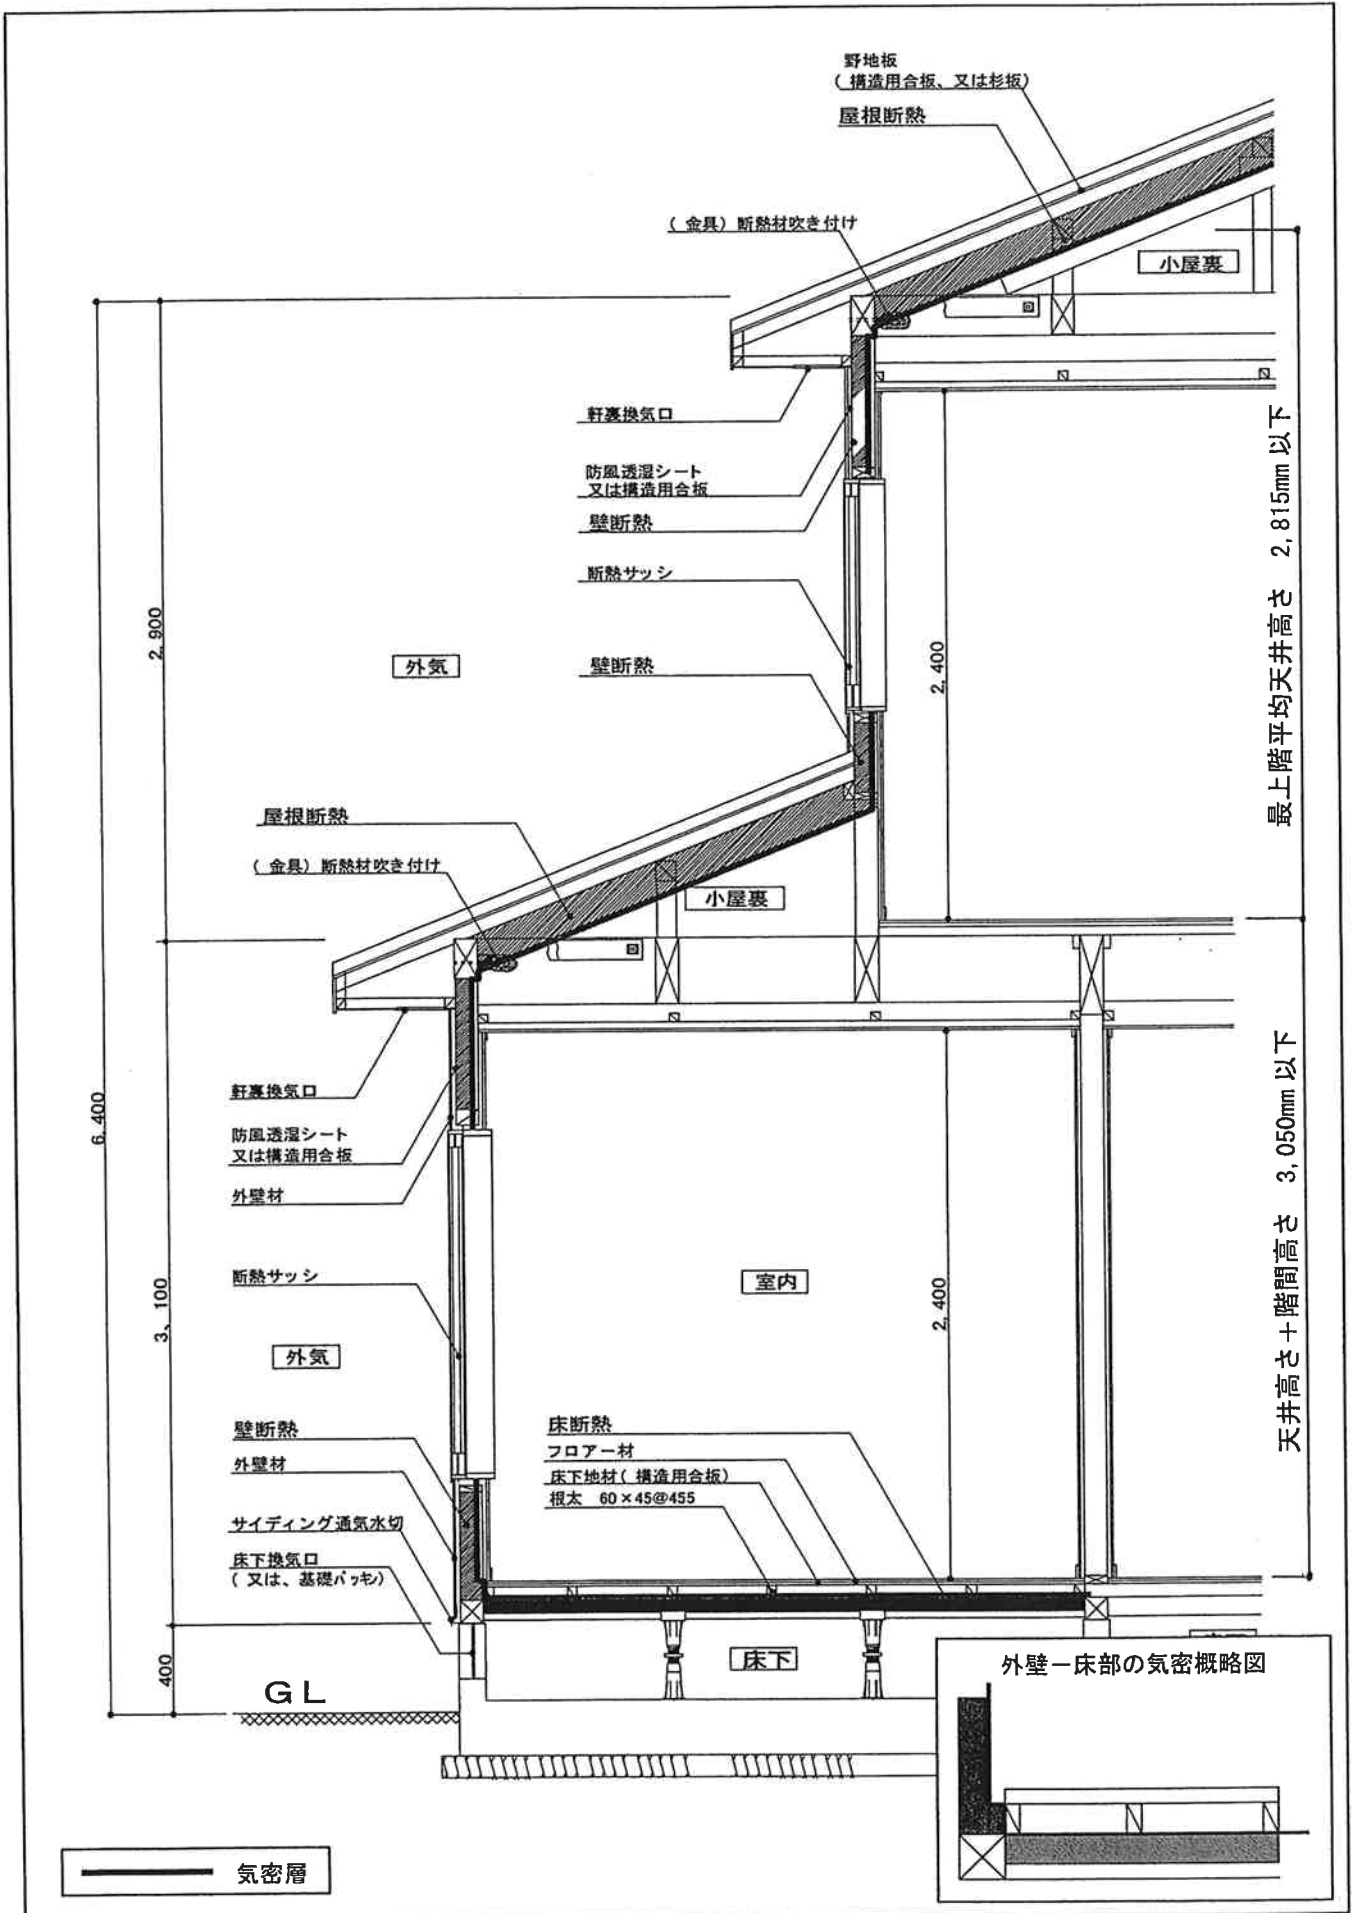 野地板
(構造用合板、又は杉板)
屋根断熱
(金具)断熱材吹き付け
小屋裏
軒裏換気口
防風透湿シート
又は構造用合板
壁断熱
断熱サッシ
壁断熱
外気
2,900
2,400
最上階平均天井高さ 2,815mm 以下
屋根断熱
(金具)断熱材吹き付け
小屋裏
6,400
軒裏換気口
防風透湿シート
又は構造用合板
外壁材
断熱サッシ
3、100
外気
室内
2,400
天井高さ+階間高さ 3,050mm 以下
壁断熱
外壁材
サイディング通気水切
床下換気口
(又は、基礎パッキン)
床断熱
フロアー材
床下地材(構造用合板)
根太 60×45@455
床下
400
GL
外壁-床部の気密概略図
気密層